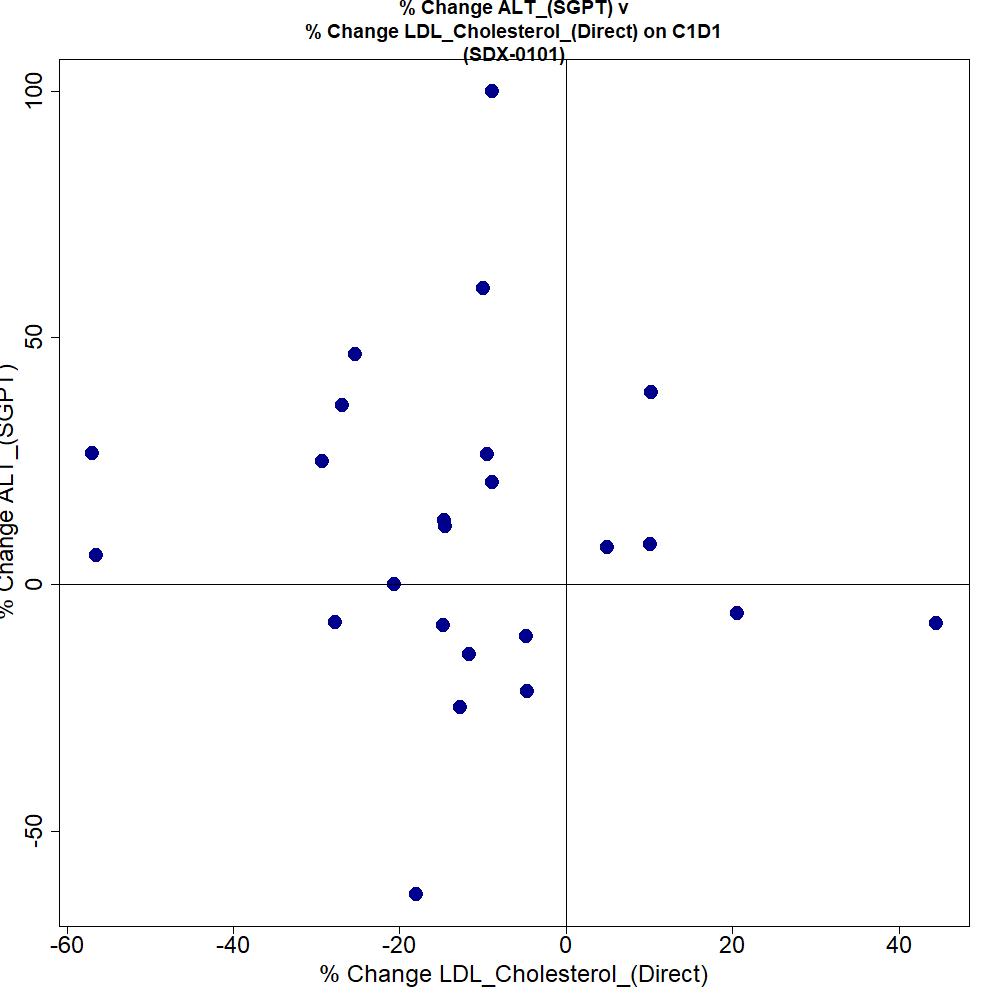 % Change ALT_(SGPT) v
% Change LDL_Cholesterol_(Direct) on C1D1
(SDX-0101)
100
50
0
-50
% Change ALT_(SGPT)
-60 -40 -20 0 20 40
% Change LDL_Cholesterol_(Direct)